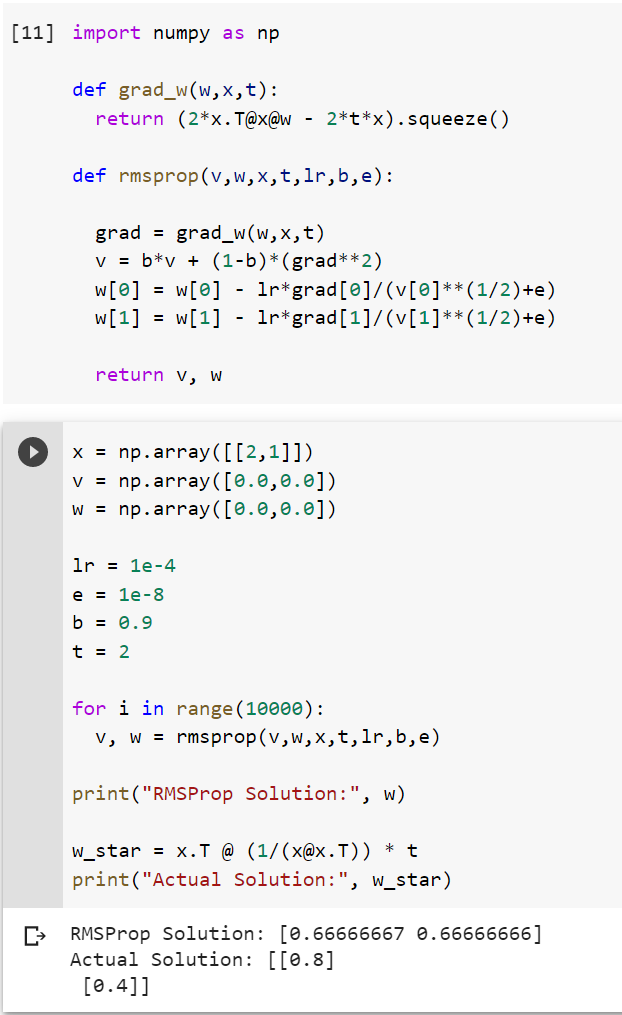 [11] import numpy as np
def grad_w(w,x,t):
return (2*x.T@x@w - 2*t*x).squeeze()
def rmsprop(v,w,x,t,lr,b,e):
grad = grad_w(w,x,t)
v = b*v + (1-b)*(grad**2)
w[0] = w[0] - lr*grad[0]/(v[0]**(1/2)+e)
w[1] = w[1] - lr*grad[1]/(v[1]**(1/2)+e)
return v, w
x = np.array([[2,1]])
v = np.array([0.0,0.0])
w = np.array([0.0,0.0])
lr = 1e-4
e = 1e-8
b = 0.9
t = 2
for i in range(10000):
v, w = rmsprop(v,w,x,t,lr,b,e)
print("RMSProp Solution:", w)
w_star = x.T @ (1/(x@x.T)) * t
print("Actual Solution:", w_star)
RMSProp Solution: [0.66666667 0.66666666]
Actual Solution: [[0.8]
[0.4]]